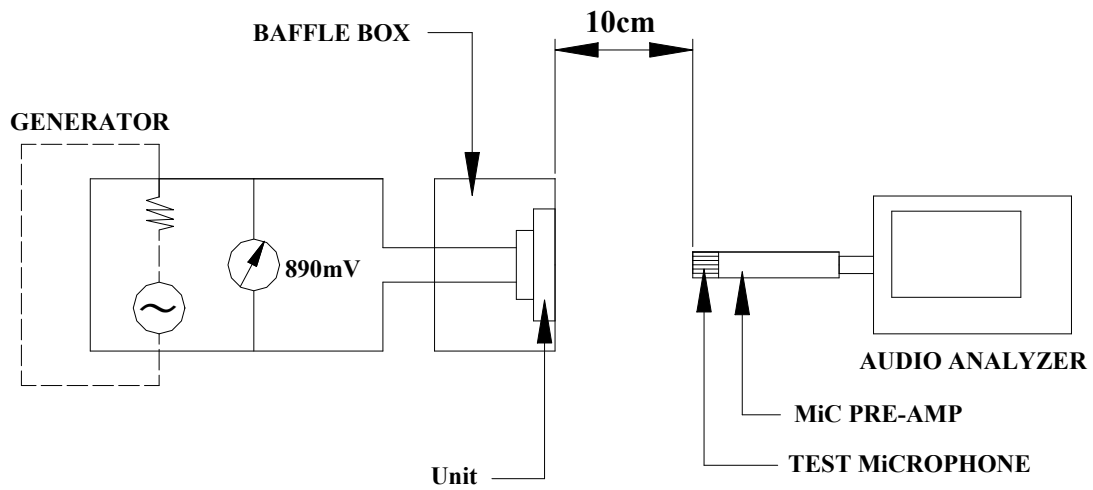 10cm
BAFFLE BOX
GENERATOR
890mV
AUDIO ANALYZER
MiC PRE-AMP
TEST MiCROPHONE
Unit